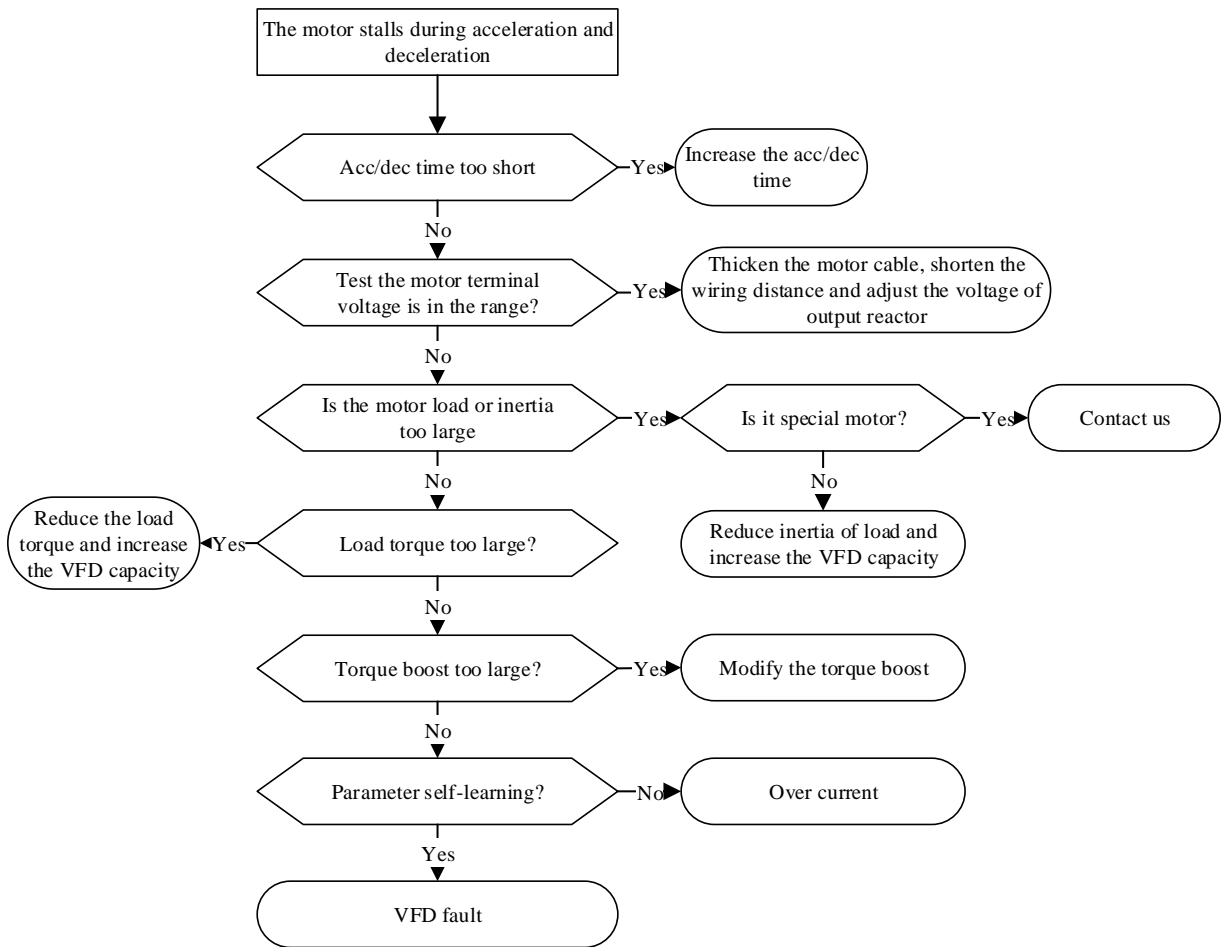 The motor stalls during acceleration and
deceleration
Acc/dec time too short
Yes
Increase the acc/dec
time
No
Test the motor terminal
voltage is in the range?
Yes
Thicken the motor cable, shorten the
wiring distance and adjust the voltage of
output reactor
No
Is the motor load or inertia
too large
Yes
Is it special motor?
Yes
Contact us
No
No
Reduce the load
torque and increase
the VFD capacity
Yes
Load torque too large?
Reduce inertia of load and
increase the VFD capacity
No
Torque boost too large?
Yes
Modify the torque boost
No
Parameter self-learning?
No
Over current
Yes
VFD fault